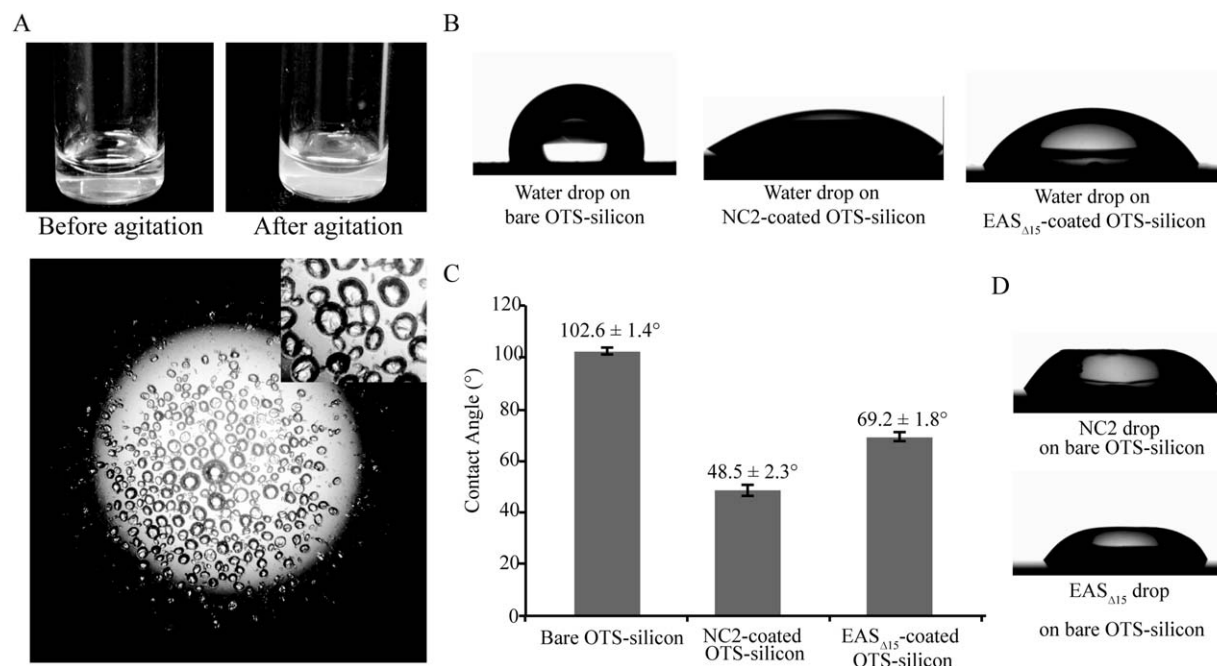 A
Before agitation
After agitation
B
Water drop on
bare OTS-silicon
Water drop on
NC2-coated OTS-silicon
Water drop on
EAS_Δ15-coated OTS-silicon
C
Contact Angle (°)
120
100
80
60
40
20
0
102.6 ± 1.4°
48.5 ± 2.3°
69.2 ± 1.8°
Bare OTS-silicon
NC2-coated
OTS-silicon
EAS_Δ15-coated
OTS-silicon
D
NC2 drop
on bare OTS-silicon
EAS_Δ15 drop
on bare OTS-silicon